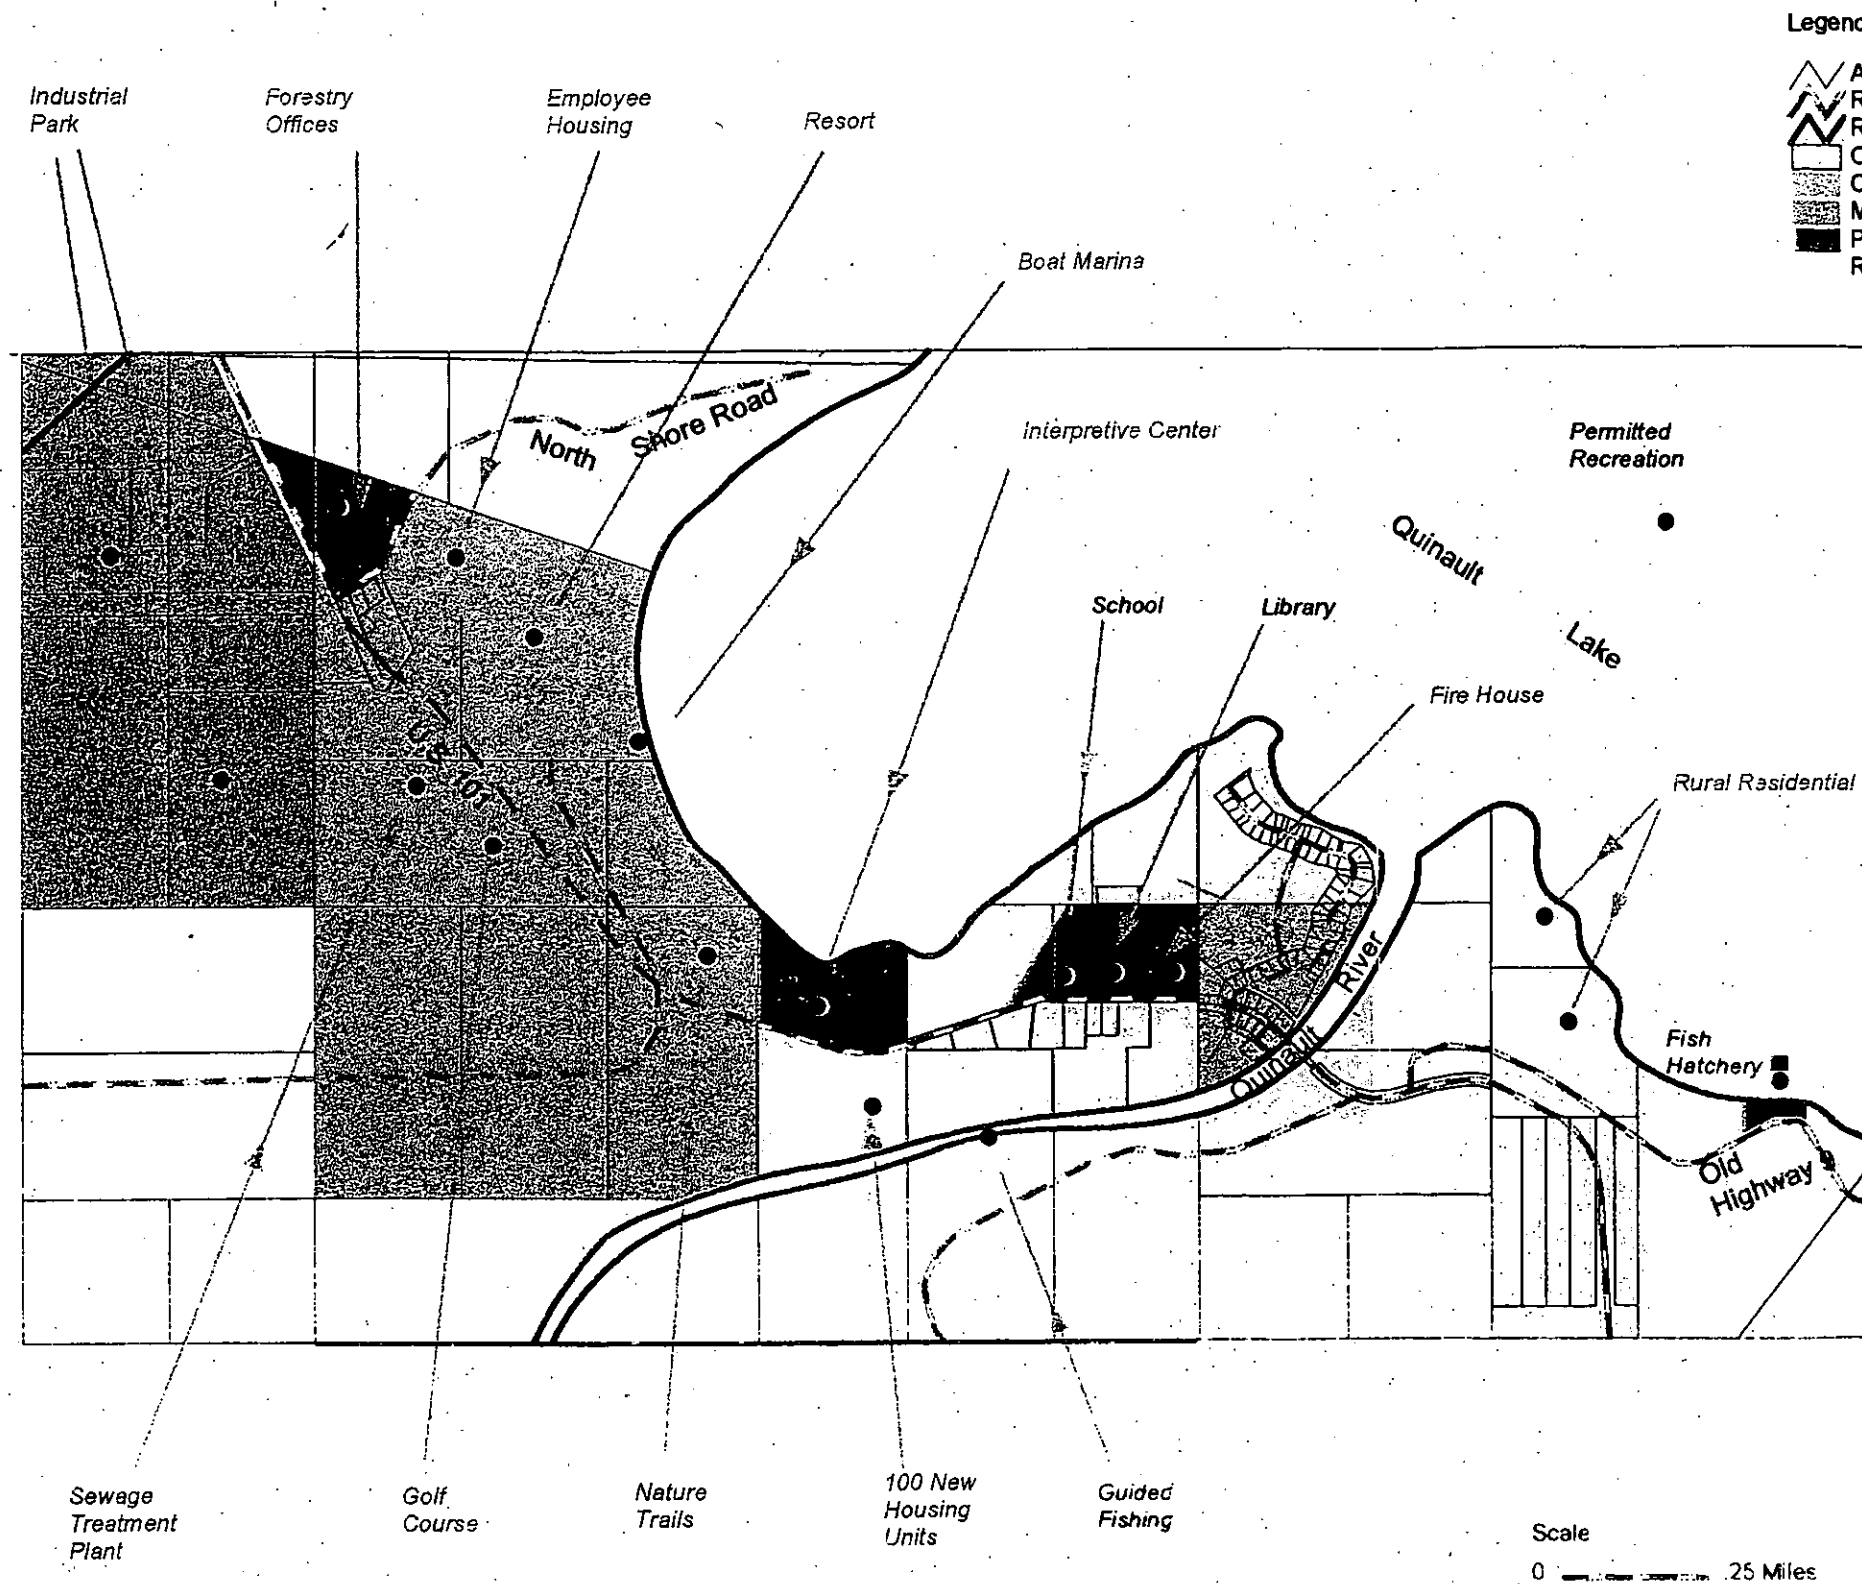 Legend
A
R
R
O
C
M
P
R
Industrial
Park
Forestry
Offices
Employee
Housing
Resort
Boat Marina
North Shore Road
Interpretive Center
Permitted
Recreation
Quinault
Lake
School
Library
Fire House
Rural Residential
U.S. 101
River
Quinault
Fish
Hatchery
Old
Highway 9
Sewage
Treatment
Plant
Golf
Course
Nature
Trails
100 New
Housing
Units
Guided
Fishing
Scale
0 .25 Miles